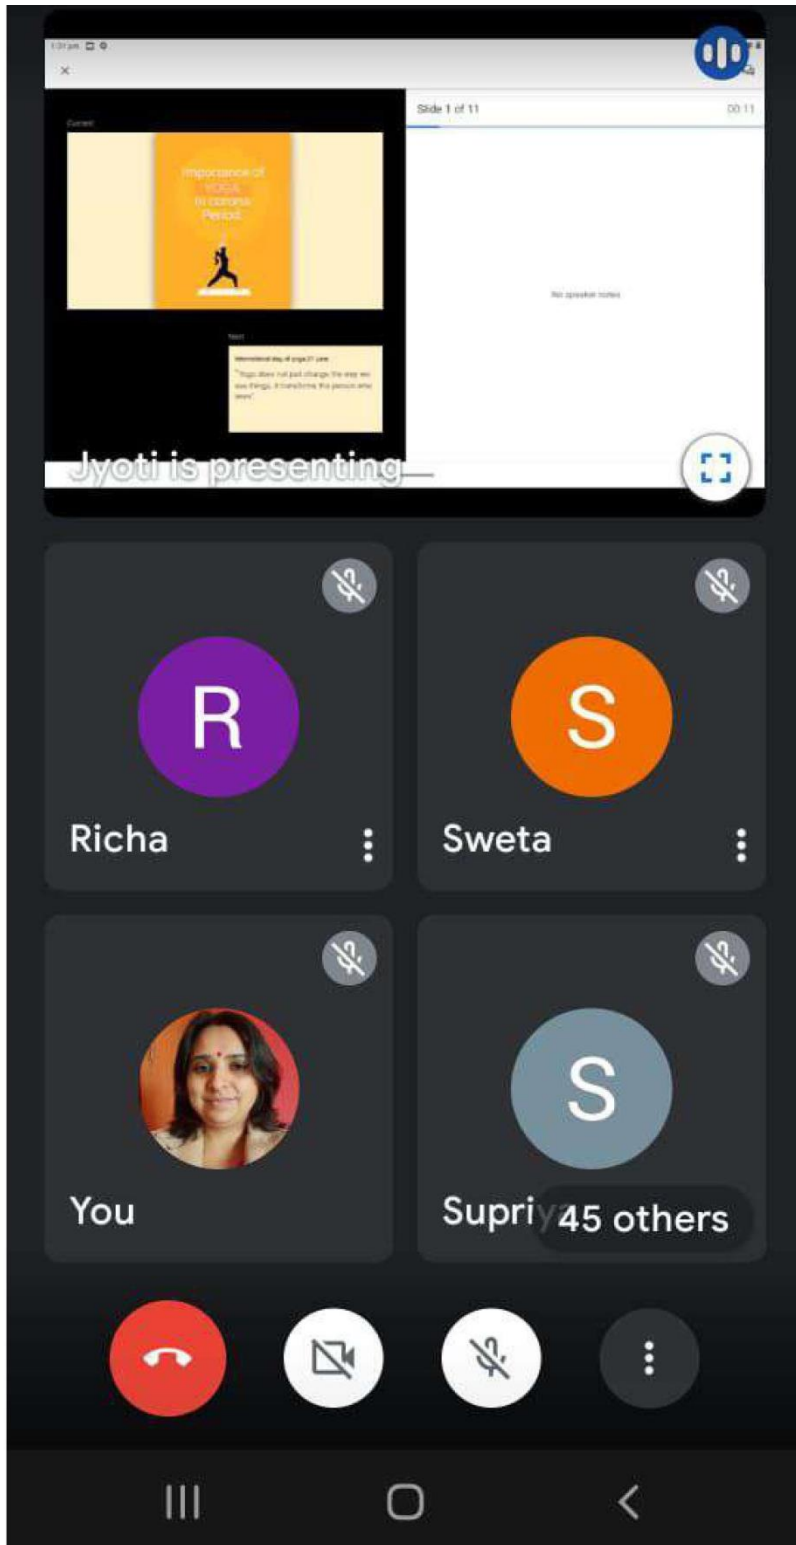 1:31 pm
Slide 1 of 11
00:11
Current
Importance of
YOGA
in corona
Period
No speaker notes
Next
International day of yoga 21 june
"Yoga does not just change the way we
see things, it transforms the person who
sees".
Jyoti is presenting
R
Richa
S
Sweta
You
S
Supriya
45 others